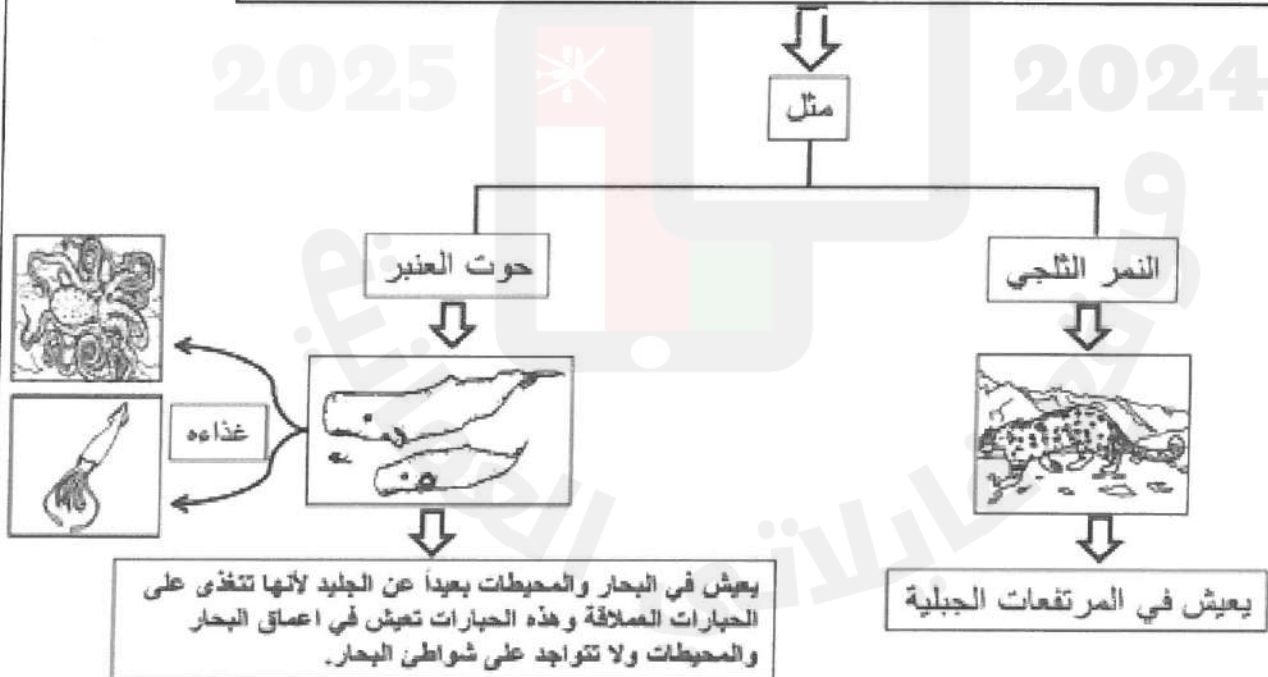 2025
2024
مثل
حوت العنبر
النمر الثلجي
غذاءه
يعيش في البحار والمحيطات بعيداً عن الجليد لأنها تتغذى على
الحبارات العملاقة وهذه الحبارات تعيش في اعماق البحار
والمحيطات ولا تتواجد على شواطئ البحار.
يعيش في المرتفعات الجبلية